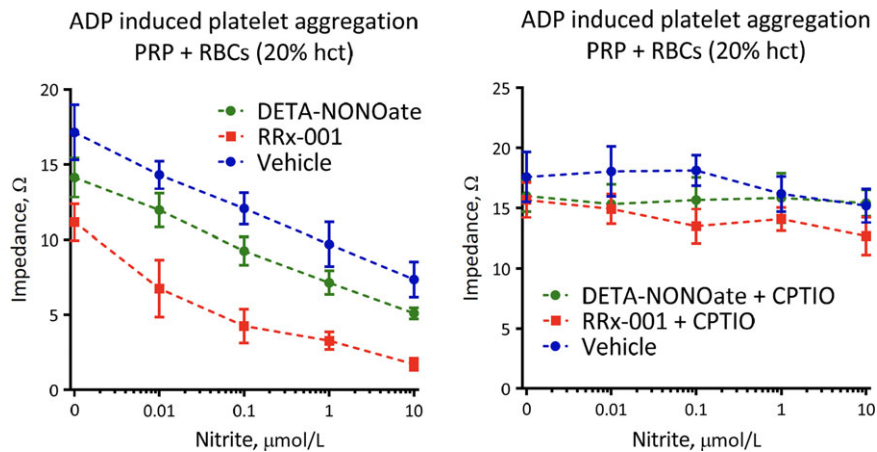 ADP induced platelet aggregation
PRP + RBCs (20% hct)
20
15
10
5
0
Impedance, Ω
DETA-NONOate
RRx-001
Vehicle
0
0.01
0.1
1
10
Nitrite, μmol/L
ADP induced platelet aggregation
PRP + RBCs (20% hct)
25
20
15
10
5
0
Impedance, Ω
DETA-NONOate + CPTIO
RRx-001 + CPTIO
Vehicle
0
0.01
0.1
1
10
Nitrite, μmol/L